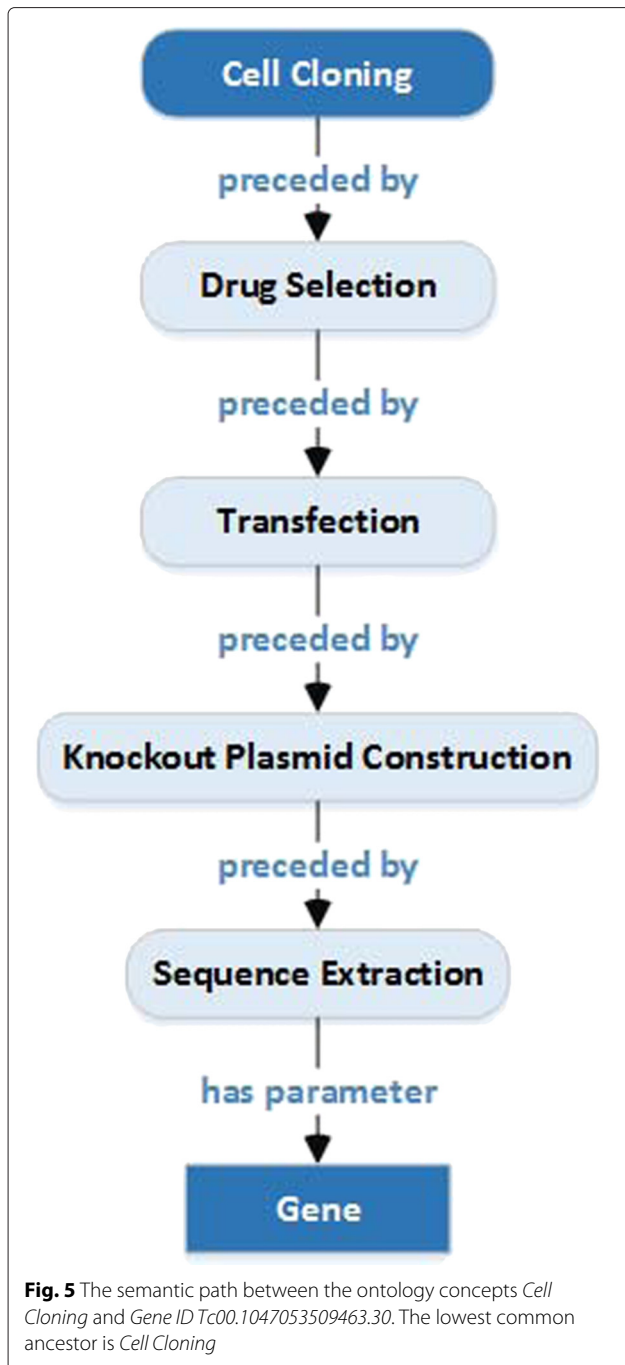 Cell Cloning
preceded by
Drug Selection
preceded by
Transfection
preceded by
Knockout Plasmid Construction
preceded by
Sequence Extraction
has parameter
Gene
Fig. 5 The semantic path between the ontology concepts Cell
Cloning and Gene ID Tc00.1047053509463.30. The lowest common
ancestor is Cell Cloning